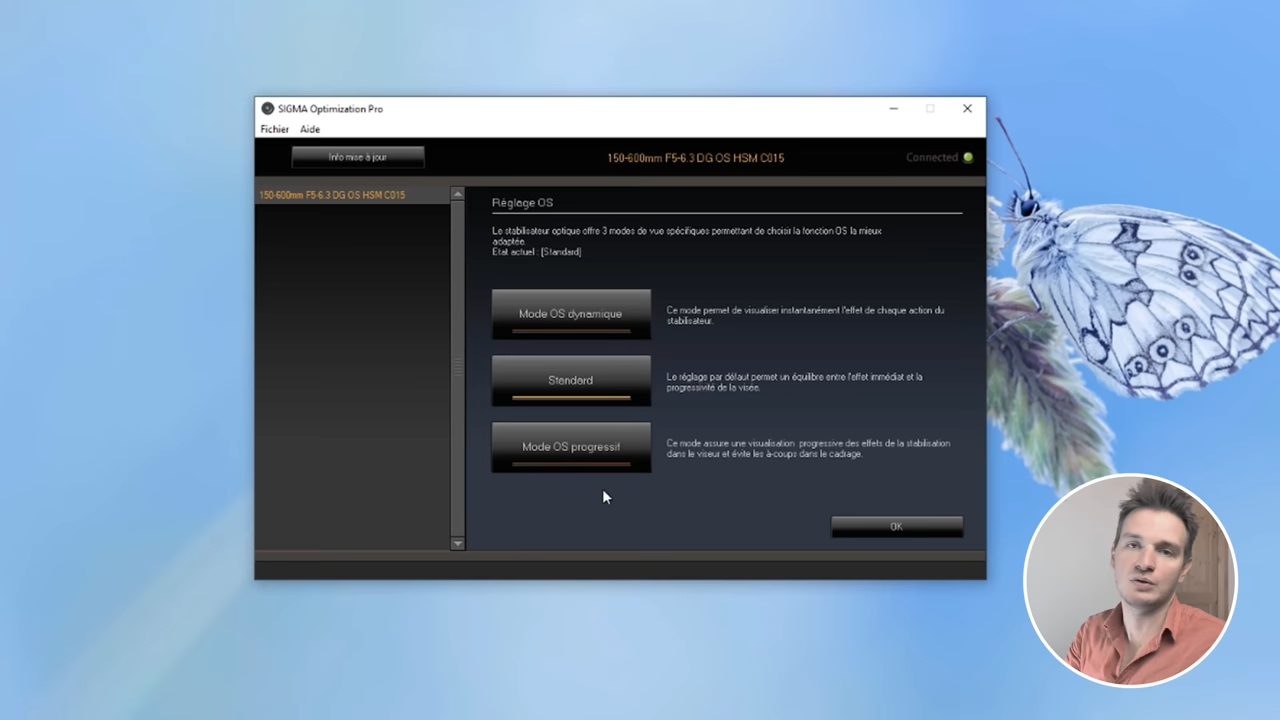 SIGMA Optimization Pro
Fichier Aide
Info mise à jour
150-600mm F5-6.3 DG OS HSM C015
Connected
150-600mm F5-6.3 DG OS HSM C015
Réglage OS
Le stabilisateur optique offre 3 modes de vue spécifiques permettant de choisir la fonction OS la mieux
adaptée.
Etat actuel : [Standard]
Mode OS dynamique
Ce mode permet de visualiser instantanément l'effet de chaque action du
stabilisateur.
Standard
Le réglage par défaut permet un équilibre entre l'effet immédiat et la
progressivité de la visée.
Mode OS progressif
Ce mode assure une visualisation progressive des effets de la stabilisation
dans le viseur et évite les à-coups dans le cadrage.
OK